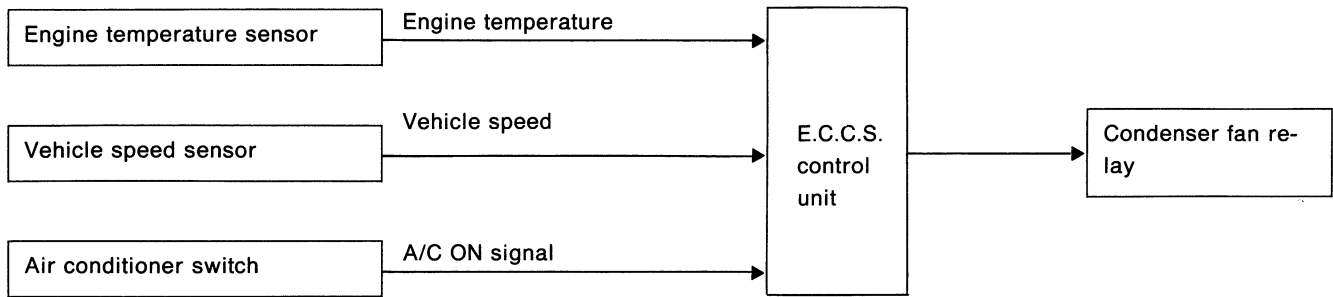 Engine temperature sensor
Engine temperature
Vehicle speed sensor
Vehicle speed
Air conditioner switch
A/C ON signal
E.C.C.S.
control
unit
Condenser fan re-
lay